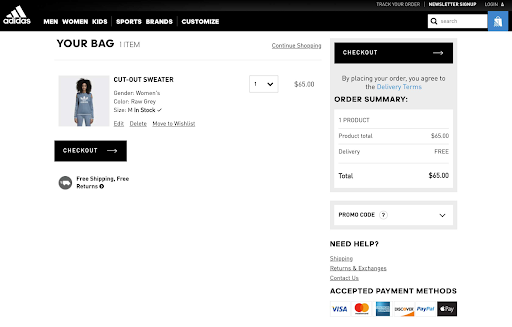 TRACK YOUR ORDER
NEWSLETTER SIGNUP
LOGIN
adidas
MEN WOMEN KIDS SPORTS BRANDS CUSTOMIZE
search
YOUR BAG 1 ITEM
Continue Shopping
CUT-OUT SWEATER
Gender: Women's
Color: Raw Grey
Size: M In Stock
Edit Delete Move to Wishlist
1
$65.00
CHECKOUT
Free Shipping, Free
Returns
CHECKOUT
By placing your order, you agree to
the Delivery Terms
ORDER SUMMARY:
1 PRODUCT
Product total $65.00
Delivery FREE
Total $65.00
PROMO CODE ?
NEED HELP?
Shipping
Returns & Exchanges
Contact Us
ACCEPTED PAYMENT METHODS
VISA
DISCOVER
PayPal
Pay